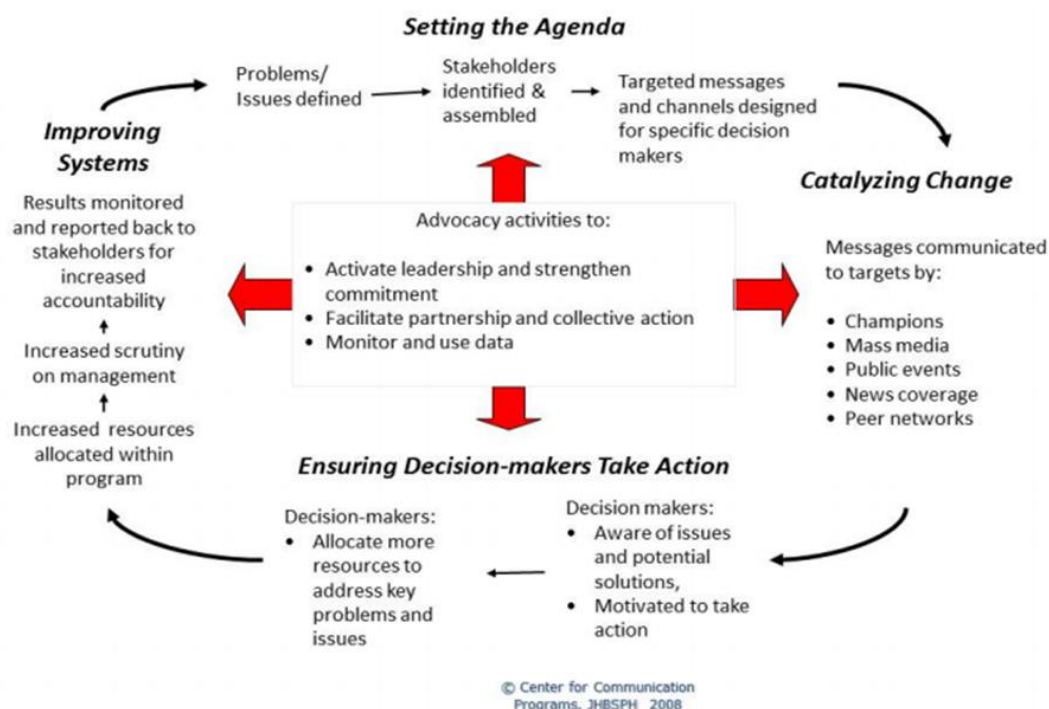 Setting the Agenda
Problems/
Issues defined
Stakeholders
identified &
assembled
Targeted messages
and channels designed
for specific decision
makers
Catalyzing Change
Messages communicated
to targets by:
• Champions
• Mass media
• Public events
• News coverage
• Peer networks
Advocacy activities to:
• Activate leadership and strengthen
commitment
• Facilitate partnership and collective action
• Monitor and use data
Ensuring Decision-makers Take Action
Decision makers:
• Aware of issues
and potential
solutions,
• Motivated to take
action
Decision-makers:
• Allocate more
resources to
address key
problems and
issues
Improving
Systems
Results monitored
and reported back to
stakeholders for
increased
accountability
Increased scrutiny
on management
Increased resources
allocated within
program
© Center for Communication
Programs, JHBSPH 2008